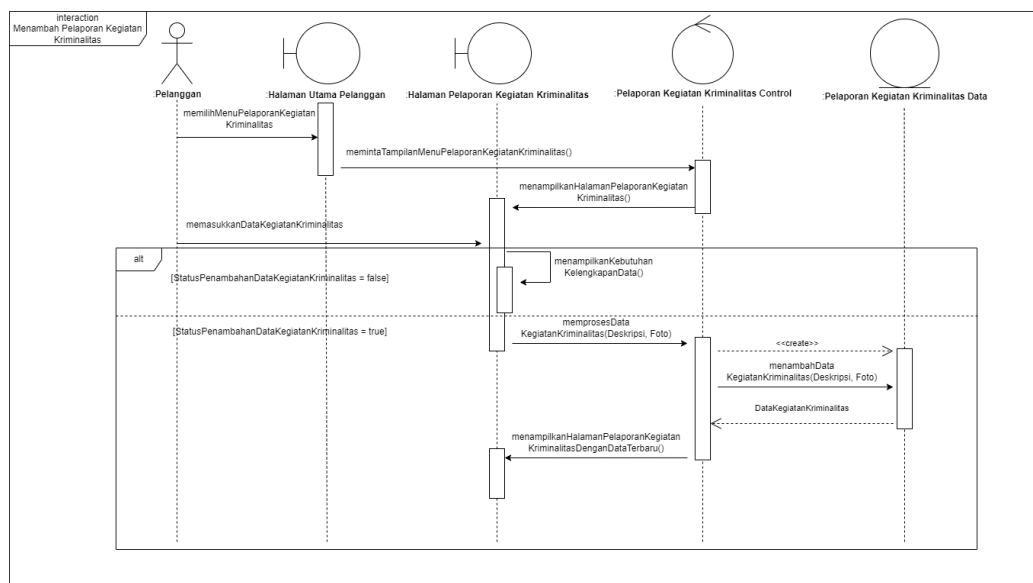 interaction
Menambah Pelaporan Kegiatan
Kriminalitas
:Pelanggan
:Halaman Utama Pelanggan
:Halaman Pelaporan Kegiatan Kriminalitas
:Pelaporan Kegiatan Kriminalitas Control
:Pelaporan Kegiatan Kriminalitas Data
memilihMenuPelaporanKegiatan
Kriminalitas
memintaTampilanMenuPelaporanKegiatanKriminalitas()
menampilkanHalamanPelaporanKegiatan
Kriminalitas()
memasukkanDataKegiatanKriminalitas
alt
[StatusPenambahanDataKegiatanKriminalitas = false]
menampilkanKebutuhan
KelengkapanData()
[StatusPenambahanDataKegiatanKriminalitas = true]
memprosesData
KegiatanKriminalitas(Deskripsi, Foto)
<<create>>
menambahData
KegiatanKriminalitas(Deskripsi, Foto)
DataKegiatanKriminalitas
menampilkanHalamanPelaporanKegiatan
KriminalitasDenganDataTerbaru()